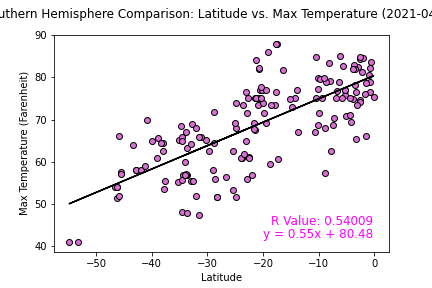 uthern Hemisphere Comparison: Latitude vs. Max Temperature (2021-04
90
80
70
60
50
40
Max Temperature (Farenheit)
R Value: 0.54009
y = 0.55x + 80.48
−50
−40
−30
−20
−10
0
Latitude